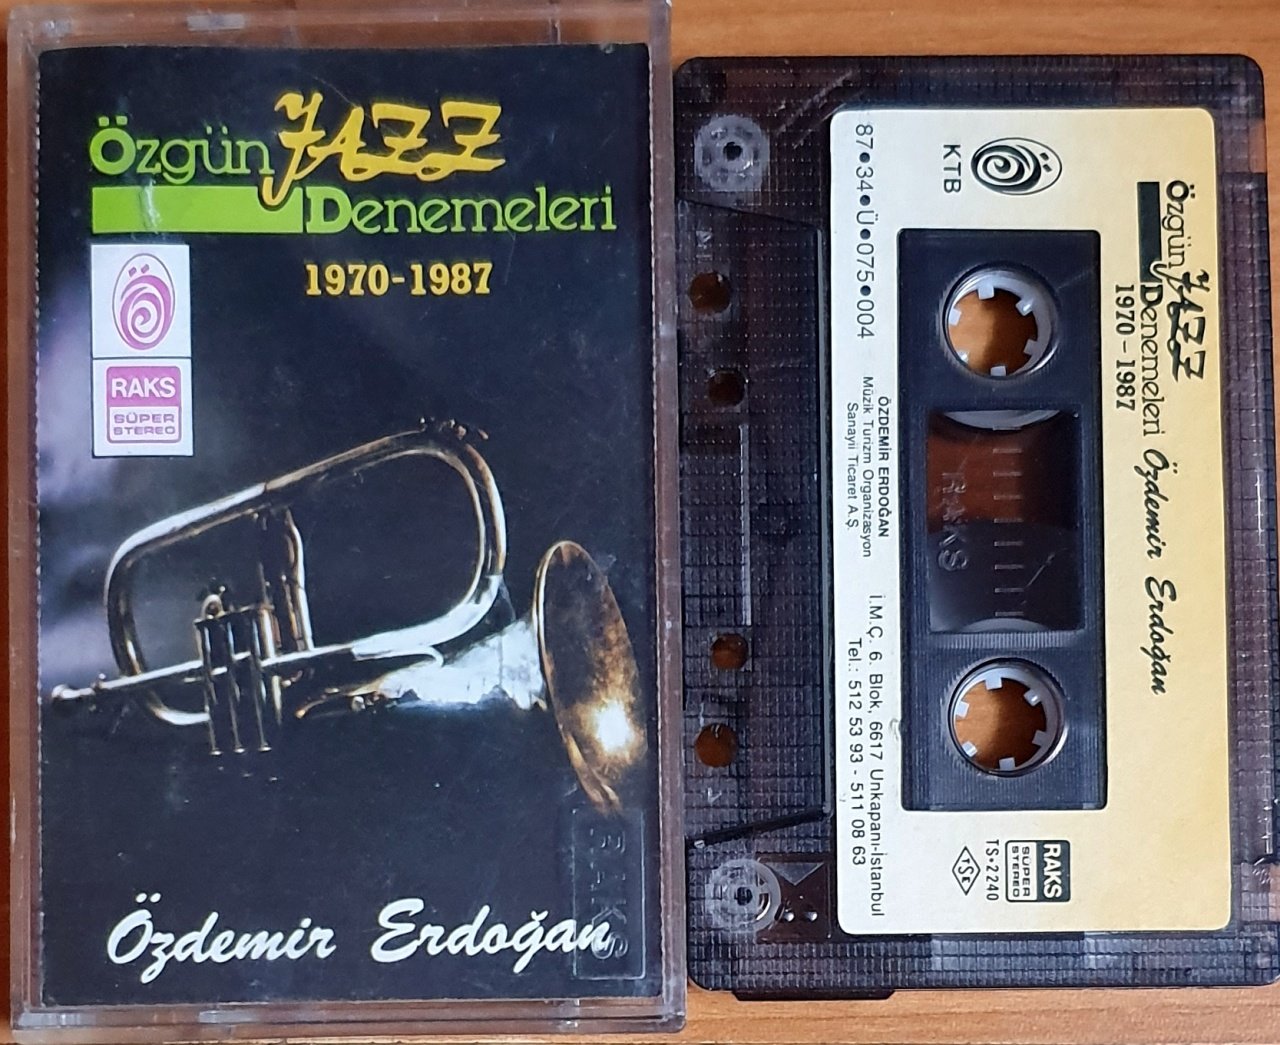 Özgün JAZZ
Denemeleri
1970-1987
RAKS
SÜPER
STEREO
Özdemir Erdoğan
RAKS
Özgün JAZZ
Denemeleri Özdemir Erdoğan
1970-1987
KTB
RAKS
SÜPER
STEREO
TS•2240
TSE
RAKS
87•34•Ü•075•004
ÖZDEMİR ERDOĞAN
Müzik Turizm Organizasyon
Sanayii Ticaret A.Ş.
İ.M.Ç. 6. Blok, 6617 Unkapanı-İstanbul
Tel.: 512 53 93 - 511 08 63